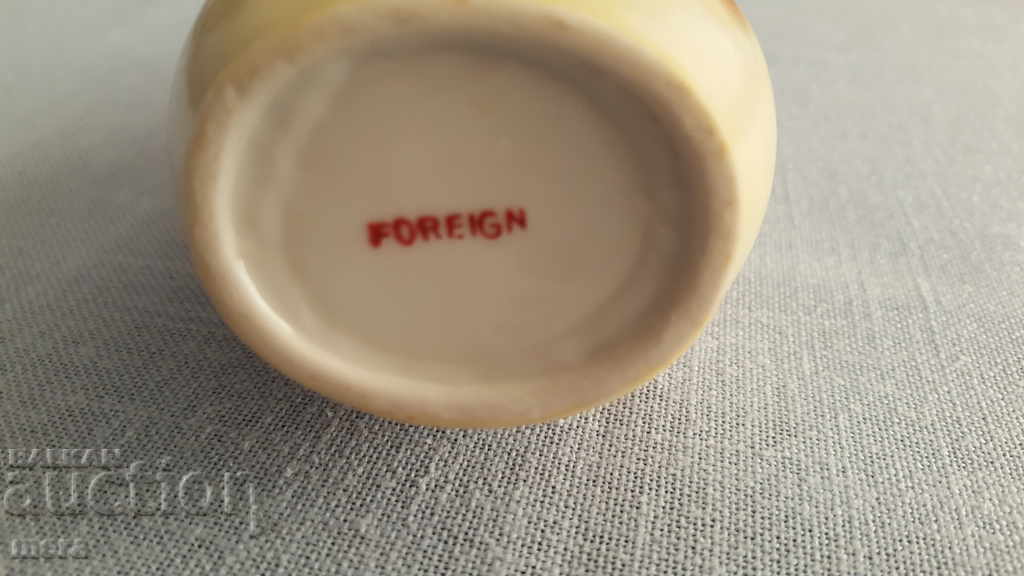 FOREIGN
BALKAN
auction
mera